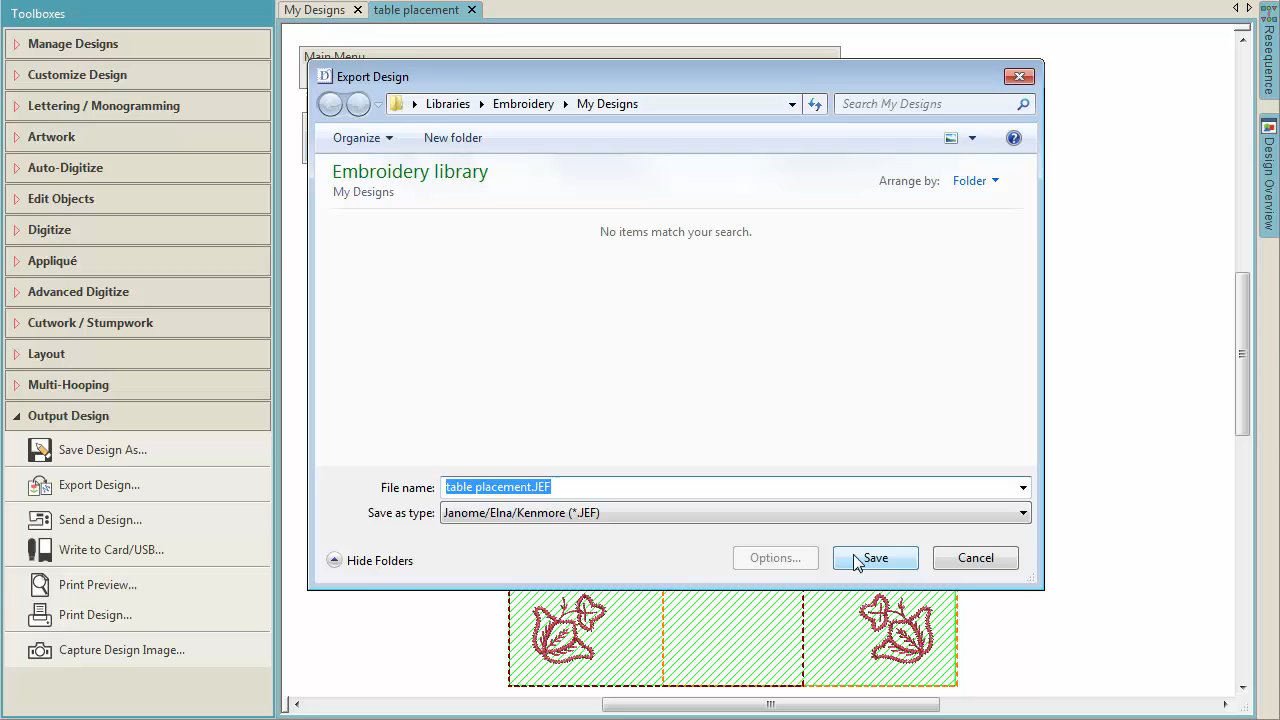 Toolboxes
My Designs
table placement
Manage Designs
Customize Design
Lettering / Monogramming
Artwork
Auto-Digitize
Edit Objects
Digitize
Appliqué
Advanced Digitize
Cutwork / Stumpwork
Layout
Multi-Hooping
Output Design
Save Design As...
Export Design...
Send a Design...
Write to Card/USB...
Print Preview...
Print Design...
Capture Design Image...
Main Menu
Export Design
Libraries
Embroidery
My Designs
Search My Designs
Organize
New folder
Embroidery library
My Designs
Arrange by:
Folder
No items match your search.
File name:
table placement.JEF
Save as type:
Janome/Elna/Kenmore (*.JEF)
Hide Folders
Options...
Save
Cancel
Resequence
Design Overview